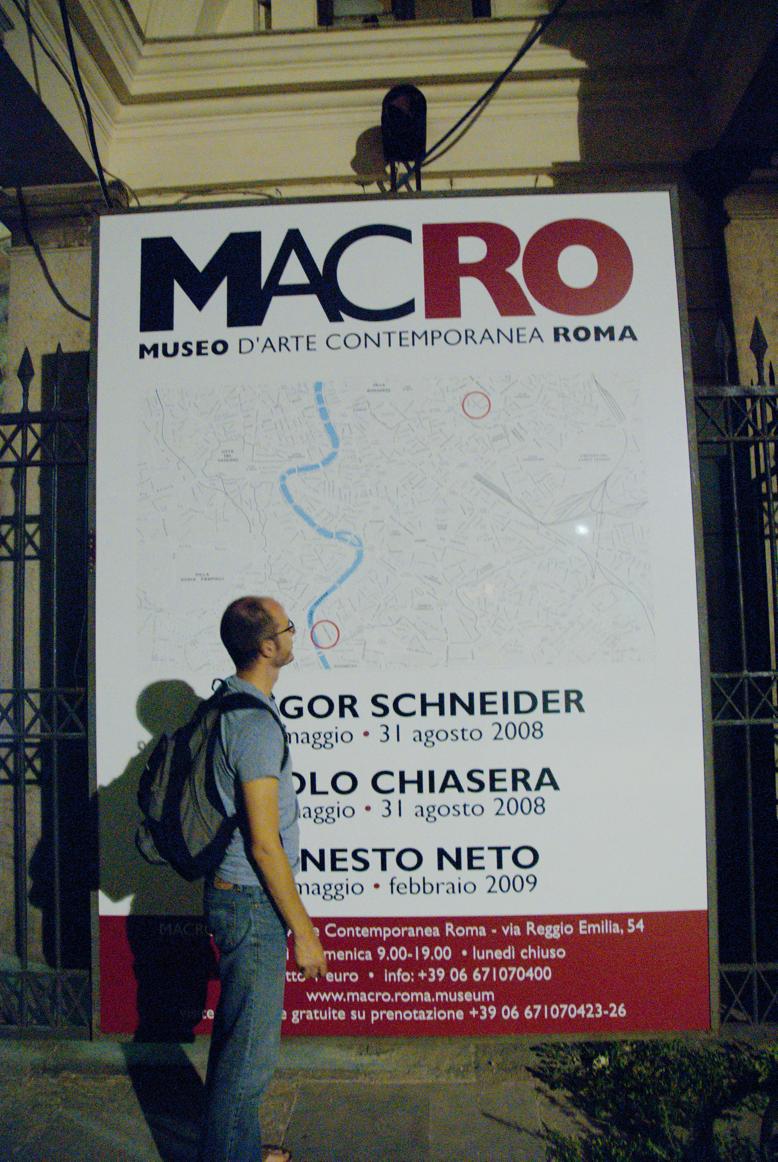 MACRO
MUSEO D'ARTE CONTEMPORANEA ROMA
GOR SCHNEIDER
maggio • 31 agosto 2008
OLO CHIASERA
aggio • 31 agosto 2008
NESTO NETO
maggio • febbraio 2009
MACRO e Contemporanea Roma - via Reggio Emilia, 54
menica 9.00-19.00 • lunedì chiuso
euro • info: +39 06 671070400
www.macro.roma.museum
gratuite su prenotazione +39 06 671070423-26